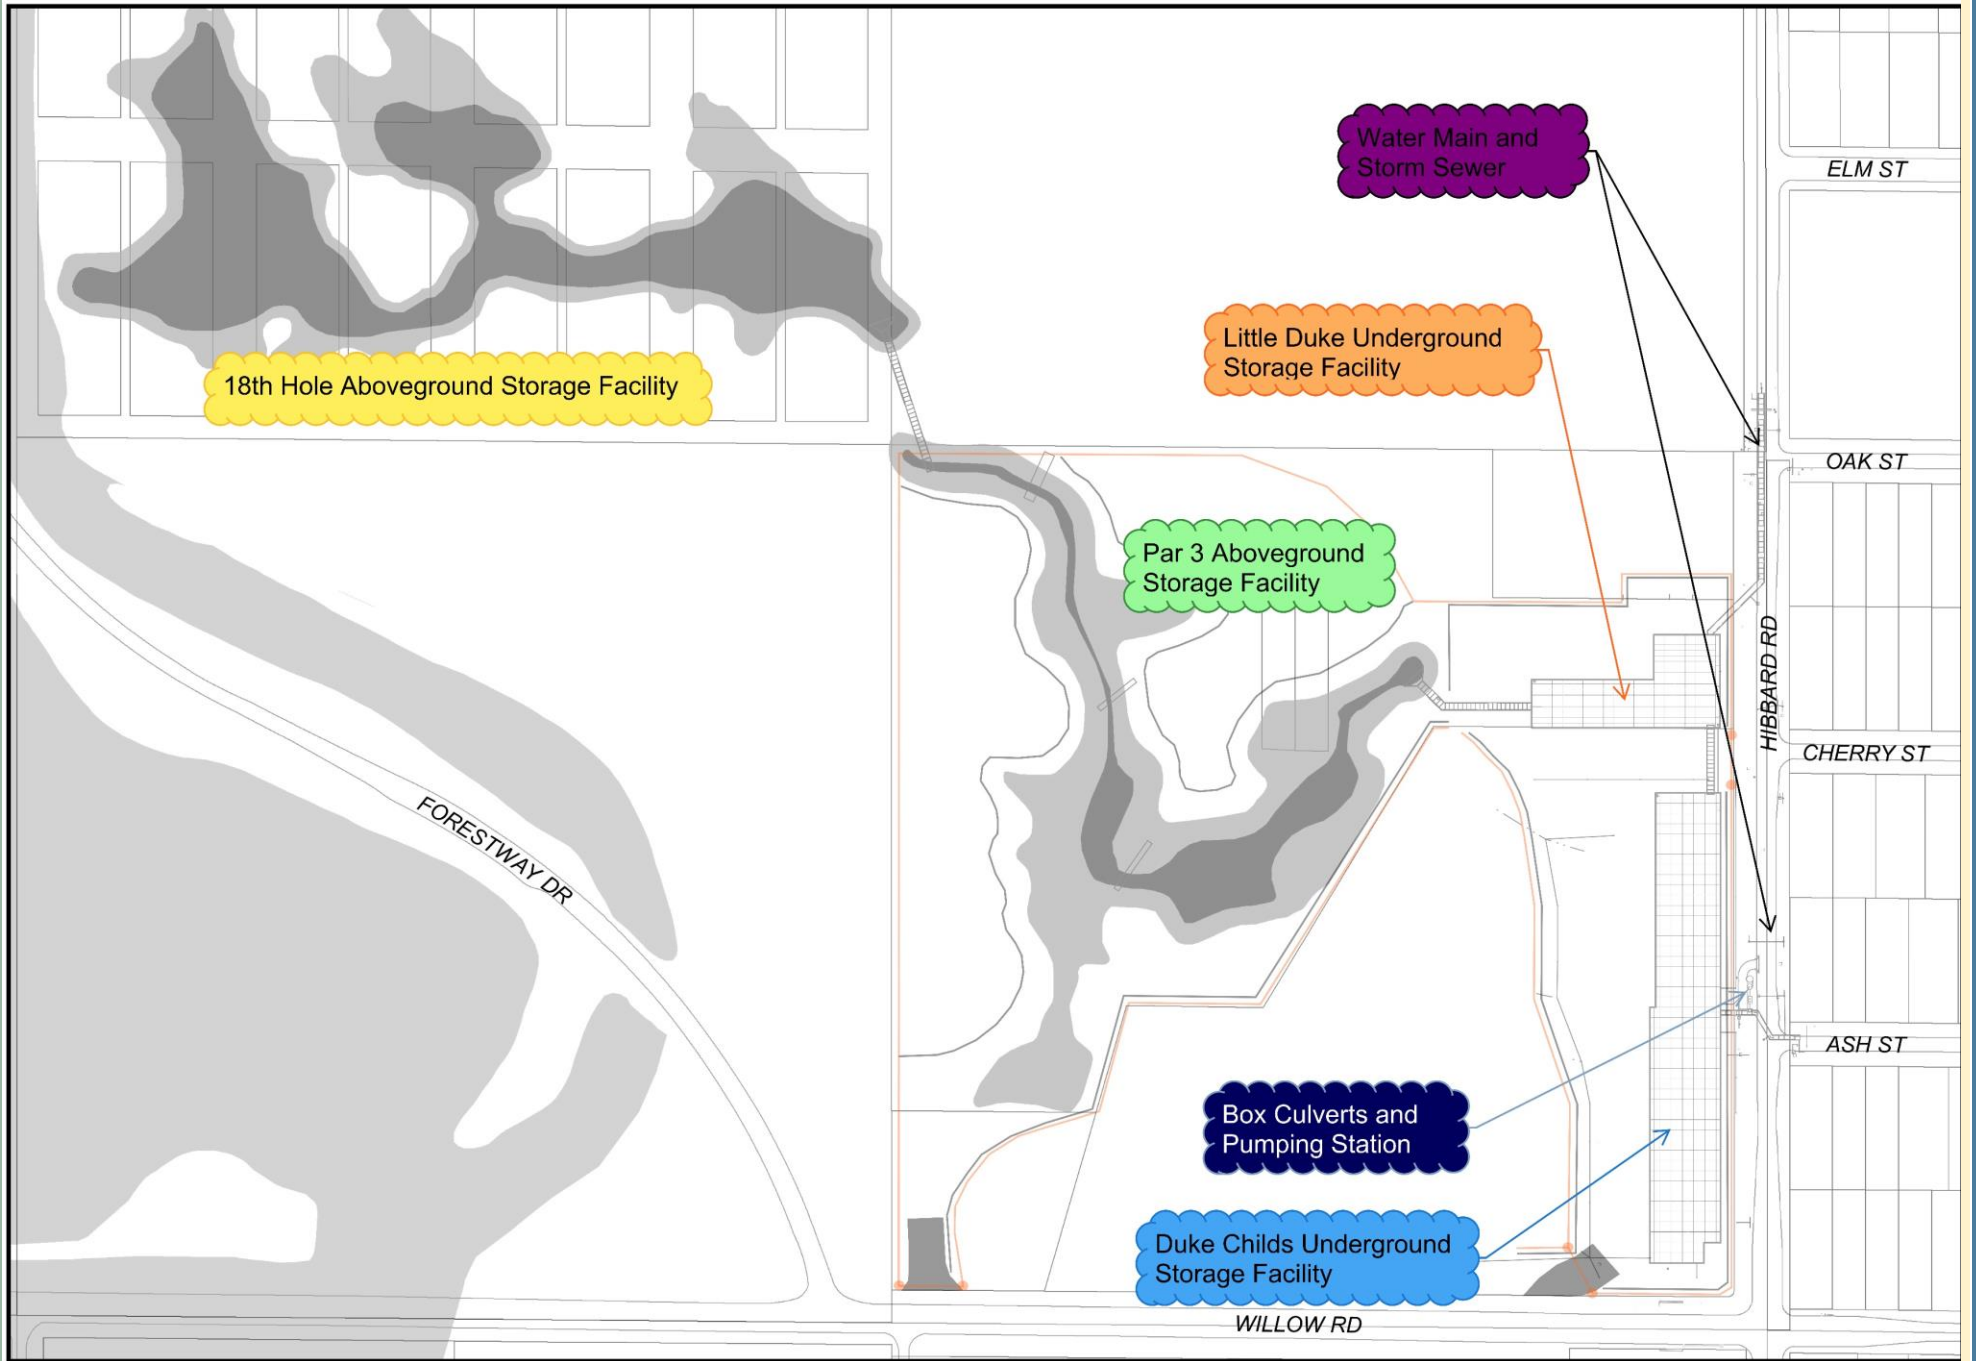 Water Main and
Storm Sewer
ELM ST
Little Duke Underground
Storage Facility
18th Hole Aboveground Storage Facility
OAK ST
Par 3 Aboveground
Storage Facility
HIBBARD RD
CHERRY ST
FORESTWAY DR
ASH ST
Box Culverts and
Pumping Station
Duke Childs Underground
Storage Facility
WILLOW RD